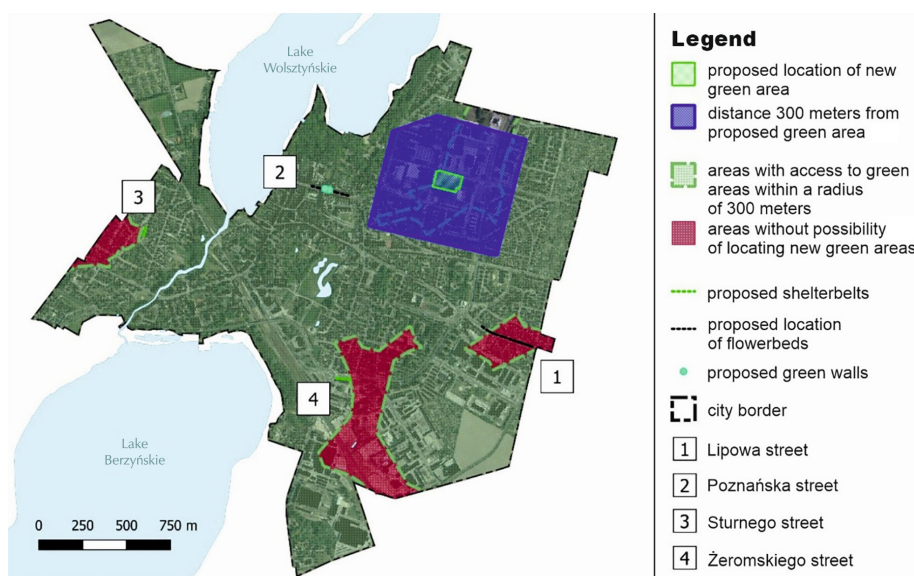 Lake
Wolsztyńskie
2
3
1
4
Lake
Berzyńskie
0 250 500 750 m
Legend
proposed location of new
green area
distance 300 meters from
proposed green area
areas with access to green
areas within a radius
of 300 meters
areas without possibility
of locating new green areas
proposed shelterbelts
proposed location
of flowerbeds
proposed green walls
city border
1 Lipowa street
2 Poznańska street
3 Sturnego street
4 Żeromskiego street